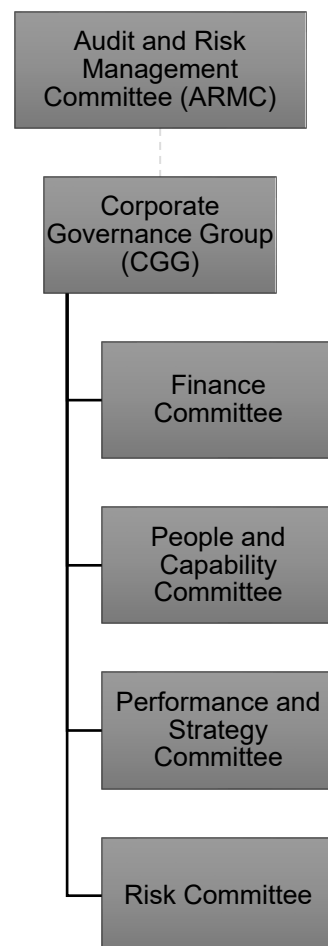 Audit and Risk
Management
Committee (ARMC)
Corporate
Governance Group
(CGG)
Finance
Committee
People and
Capability
Committee
Performance and
Strategy
Committee
Risk Committee